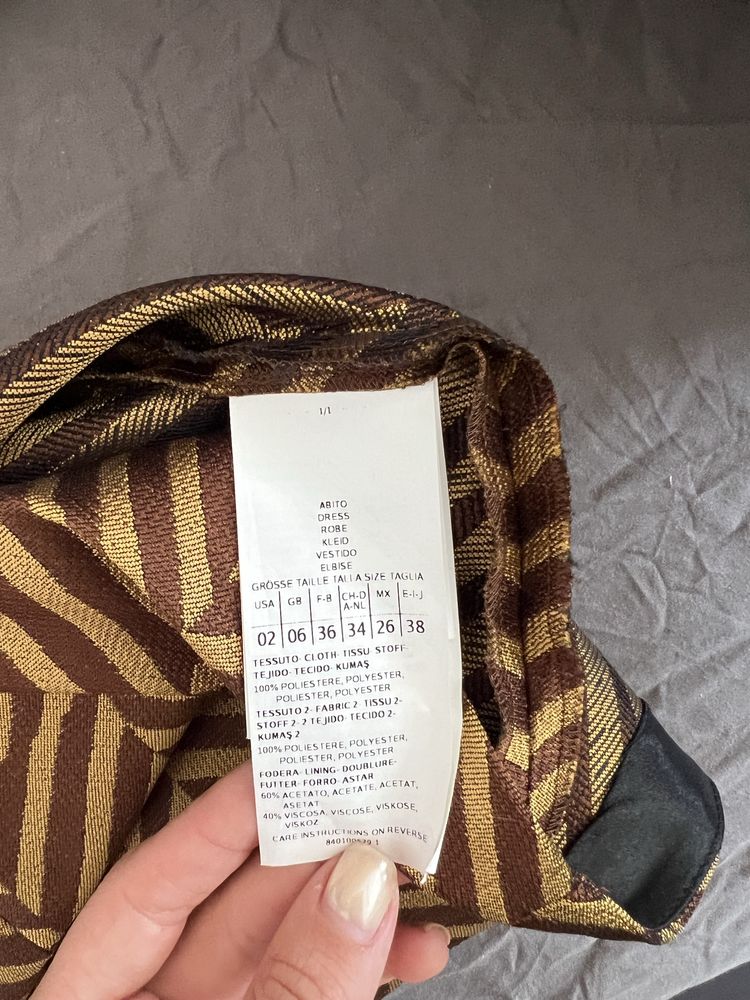 1/1
ABITO
DRESS
ROBE
KLEID
VESTIDO
ELBISE
GRÖSSE TAILLE TALLA SIZE TAGLIA
USA GB F-B CH-D A-NL MX E-I-J
02 06 36 34 26 38
TESSUTO- CLOTH- TISSU STOFF-
TEJIDO- TECIDO- KUMAŞ
100% POLIESTERE, POLYESTER,
POLIESTER, POLYESTER
TESSUTO 2- FABRIC 2- TISSU 2-
STOFF 2- 2 TEJIDO- TECIDO 2-
KUMAŞ 2
100% POLIESTERE, POLYESTER,
POLIESTER, POLYESTER
FODERA- LINING- DOUBLURE-
FUTTER- FORRO- ASTAR
60% ACETATO, ACETATE, ACETAT,
ASETAT
40% VISCOSA, VISCOSE, VISKOSE,
VISKOZ
CARE INSTRUCTIONS ON REVERSE